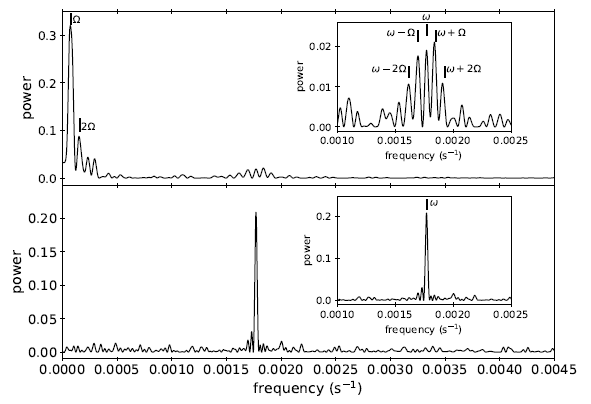 Ω
2Ω
0.3
0.2
0.1
0.0
power
ω
ω−Ω
ω+Ω
ω−2Ω
ω+2Ω
0.02
0.01
0.00
power
0.0010 0.0015 0.0020 0.0025
frequency (s⁻¹)
0.20
0.15
0.10
0.05
0.00
power
ω
0.2
0.1
0.0
power
0.0010 0.0015 0.0020 0.0025
frequency (s⁻¹)
0.0000 0.0005 0.0010 0.0015 0.0020 0.0025 0.0030 0.0035 0.0040 0.0045
frequency (s⁻¹)